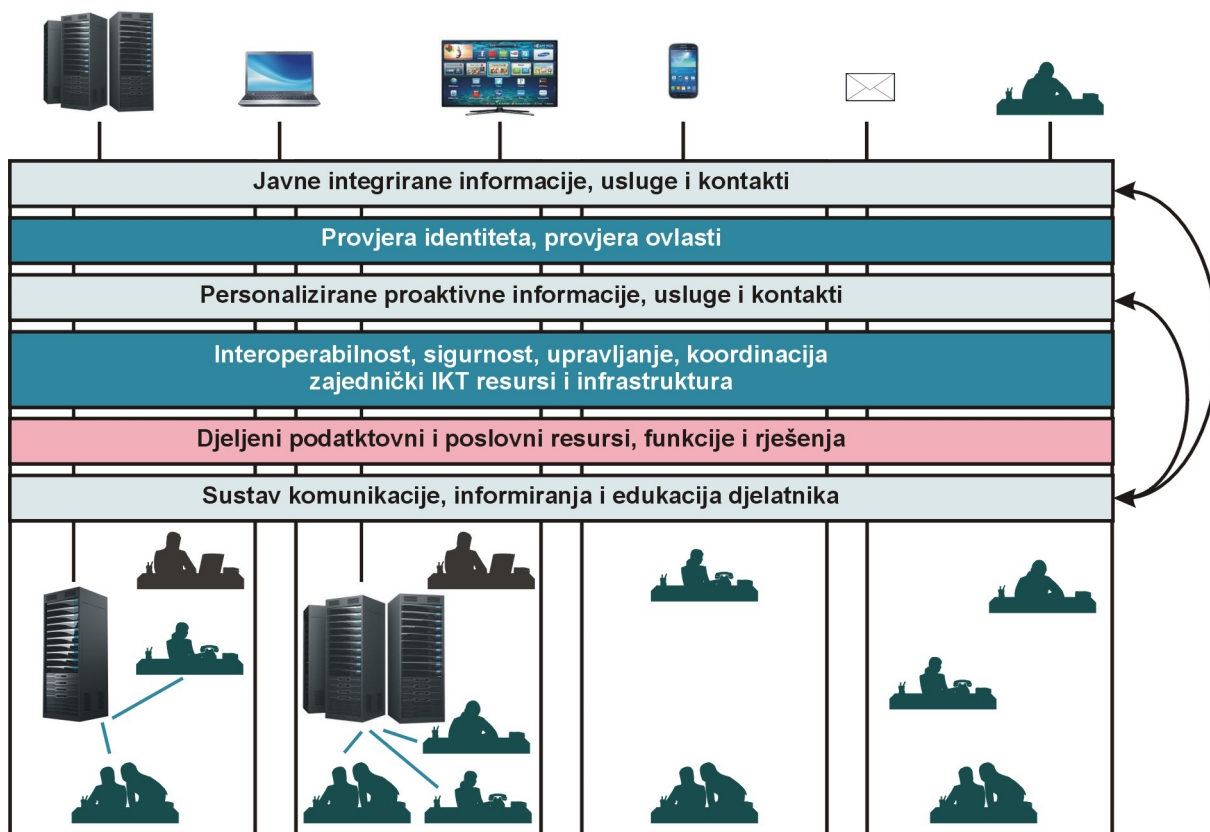 Javne integrirane informacije, usluge i kontakti
Provjera identiteta, provjera ovlasti
Personalizirane proaktivne informacije, usluge i kontakti
Interoperabilnost, sigurnost, upravljanje, koordinacija
zajednički IKT resursi i infrastruktura
Djeljeni podatktovni i poslovni resursi, funkcije i rješenja
Sustav komunikacije, informiranja i edukacija djelatnika